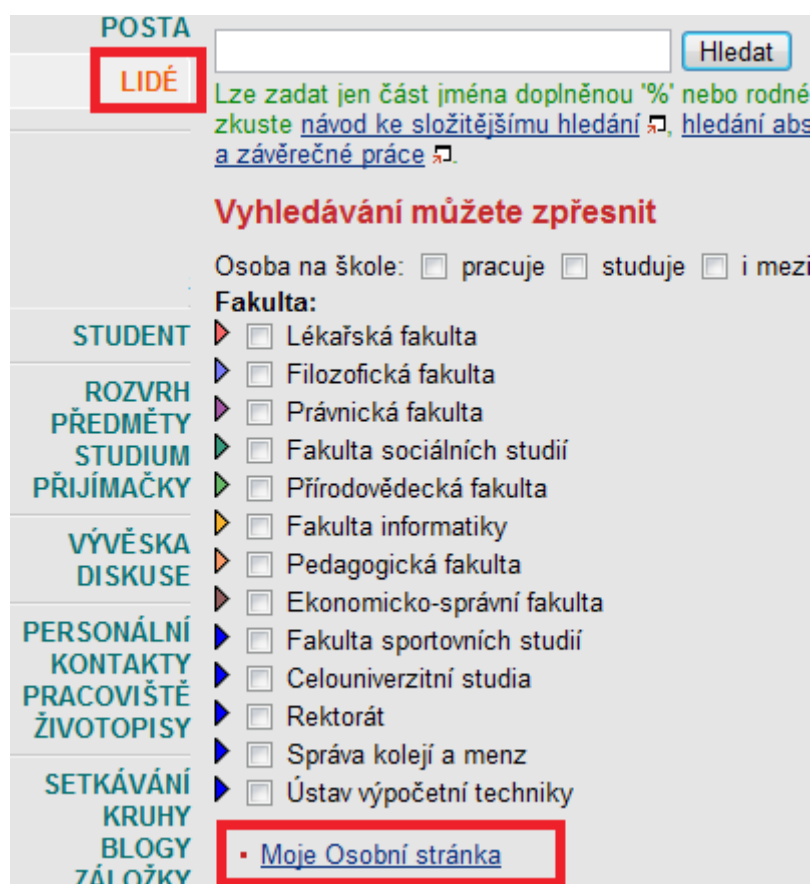 POSTA
LIDÉ
STUDENT
ROZVRH
PŘEDMĚTY
STUDIUM
PŘIJÍMAČKY
VÝVĚSKA
DISKUSE
PERSONÁLNÍ
KONTAKTY
PRACOVIŠTĚ
ŽIVOTOPISY
SETKÁVÁNÍ
KRUHY
BLOGY
ZÁLOŽKY
Hledat
Lze zadat jen část jména doplněnou '%' nebo rodné
zkuste návod ke složitějšímu hledání, hledání abs
a závěrečné práce.
Vyhledávání můžete zpřesnit
Osoba na škole: pracuje studuje i mezi
Fakulta:
Lékařská fakulta
Filozofická fakulta
Právnická fakulta
Fakulta sociálních studií
Přírodovědecká fakulta
Fakulta informatiky
Pedagogická fakulta
Ekonomicko-správní fakulta
Fakulta sportovních studií
Celouniverzitní studia
Rektorát
Správa kolejí a menz
Ústav výpočetní techniky
Moje Osobní stránka